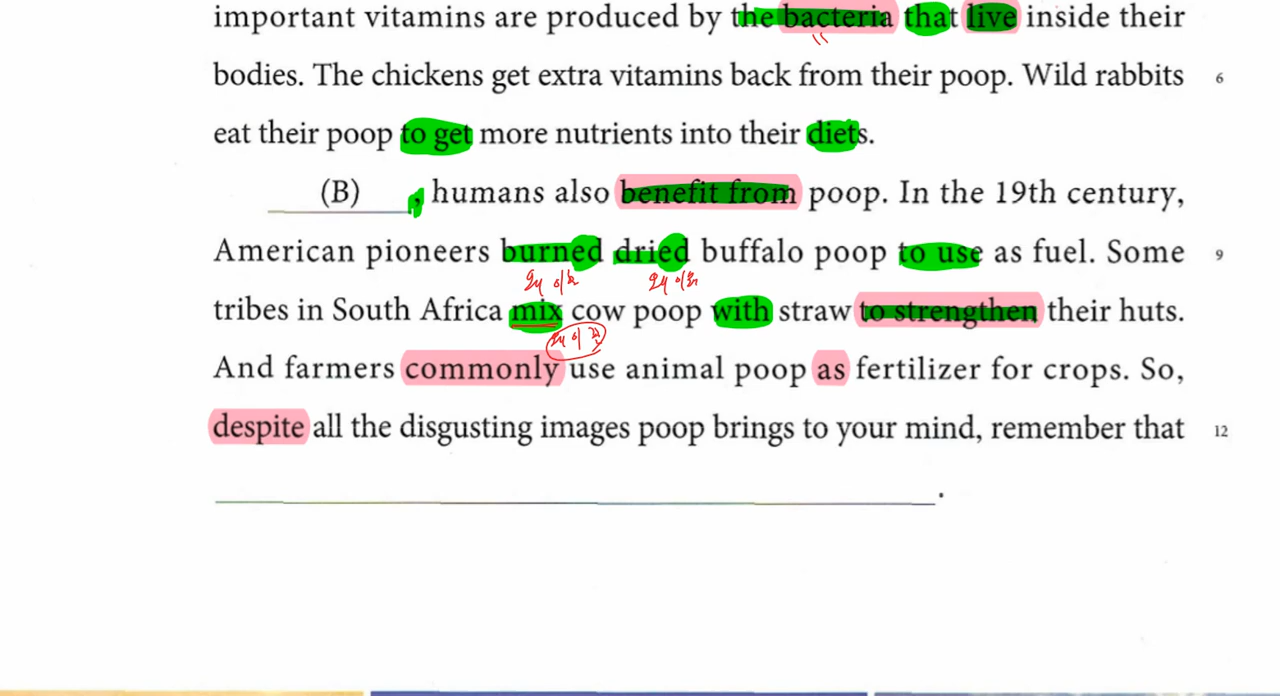 important vitamins are produced by the bacteria that live inside their
bodies. The chickens get extra vitamins back from their poop. Wild rabbits 6
eat their poop to get more nutrients into their diets.
(B) , humans also benefit from poop. In the 19th century,
American pioneers burned dried buffalo poop to use as fuel. Some 9
tribes in South Africa mix cow poop with straw to strengthen their huts.
And farmers commonly use animal poop as fertilizer for crops. So,
despite all the disgusting images poop brings to your mind, remember that 12
.